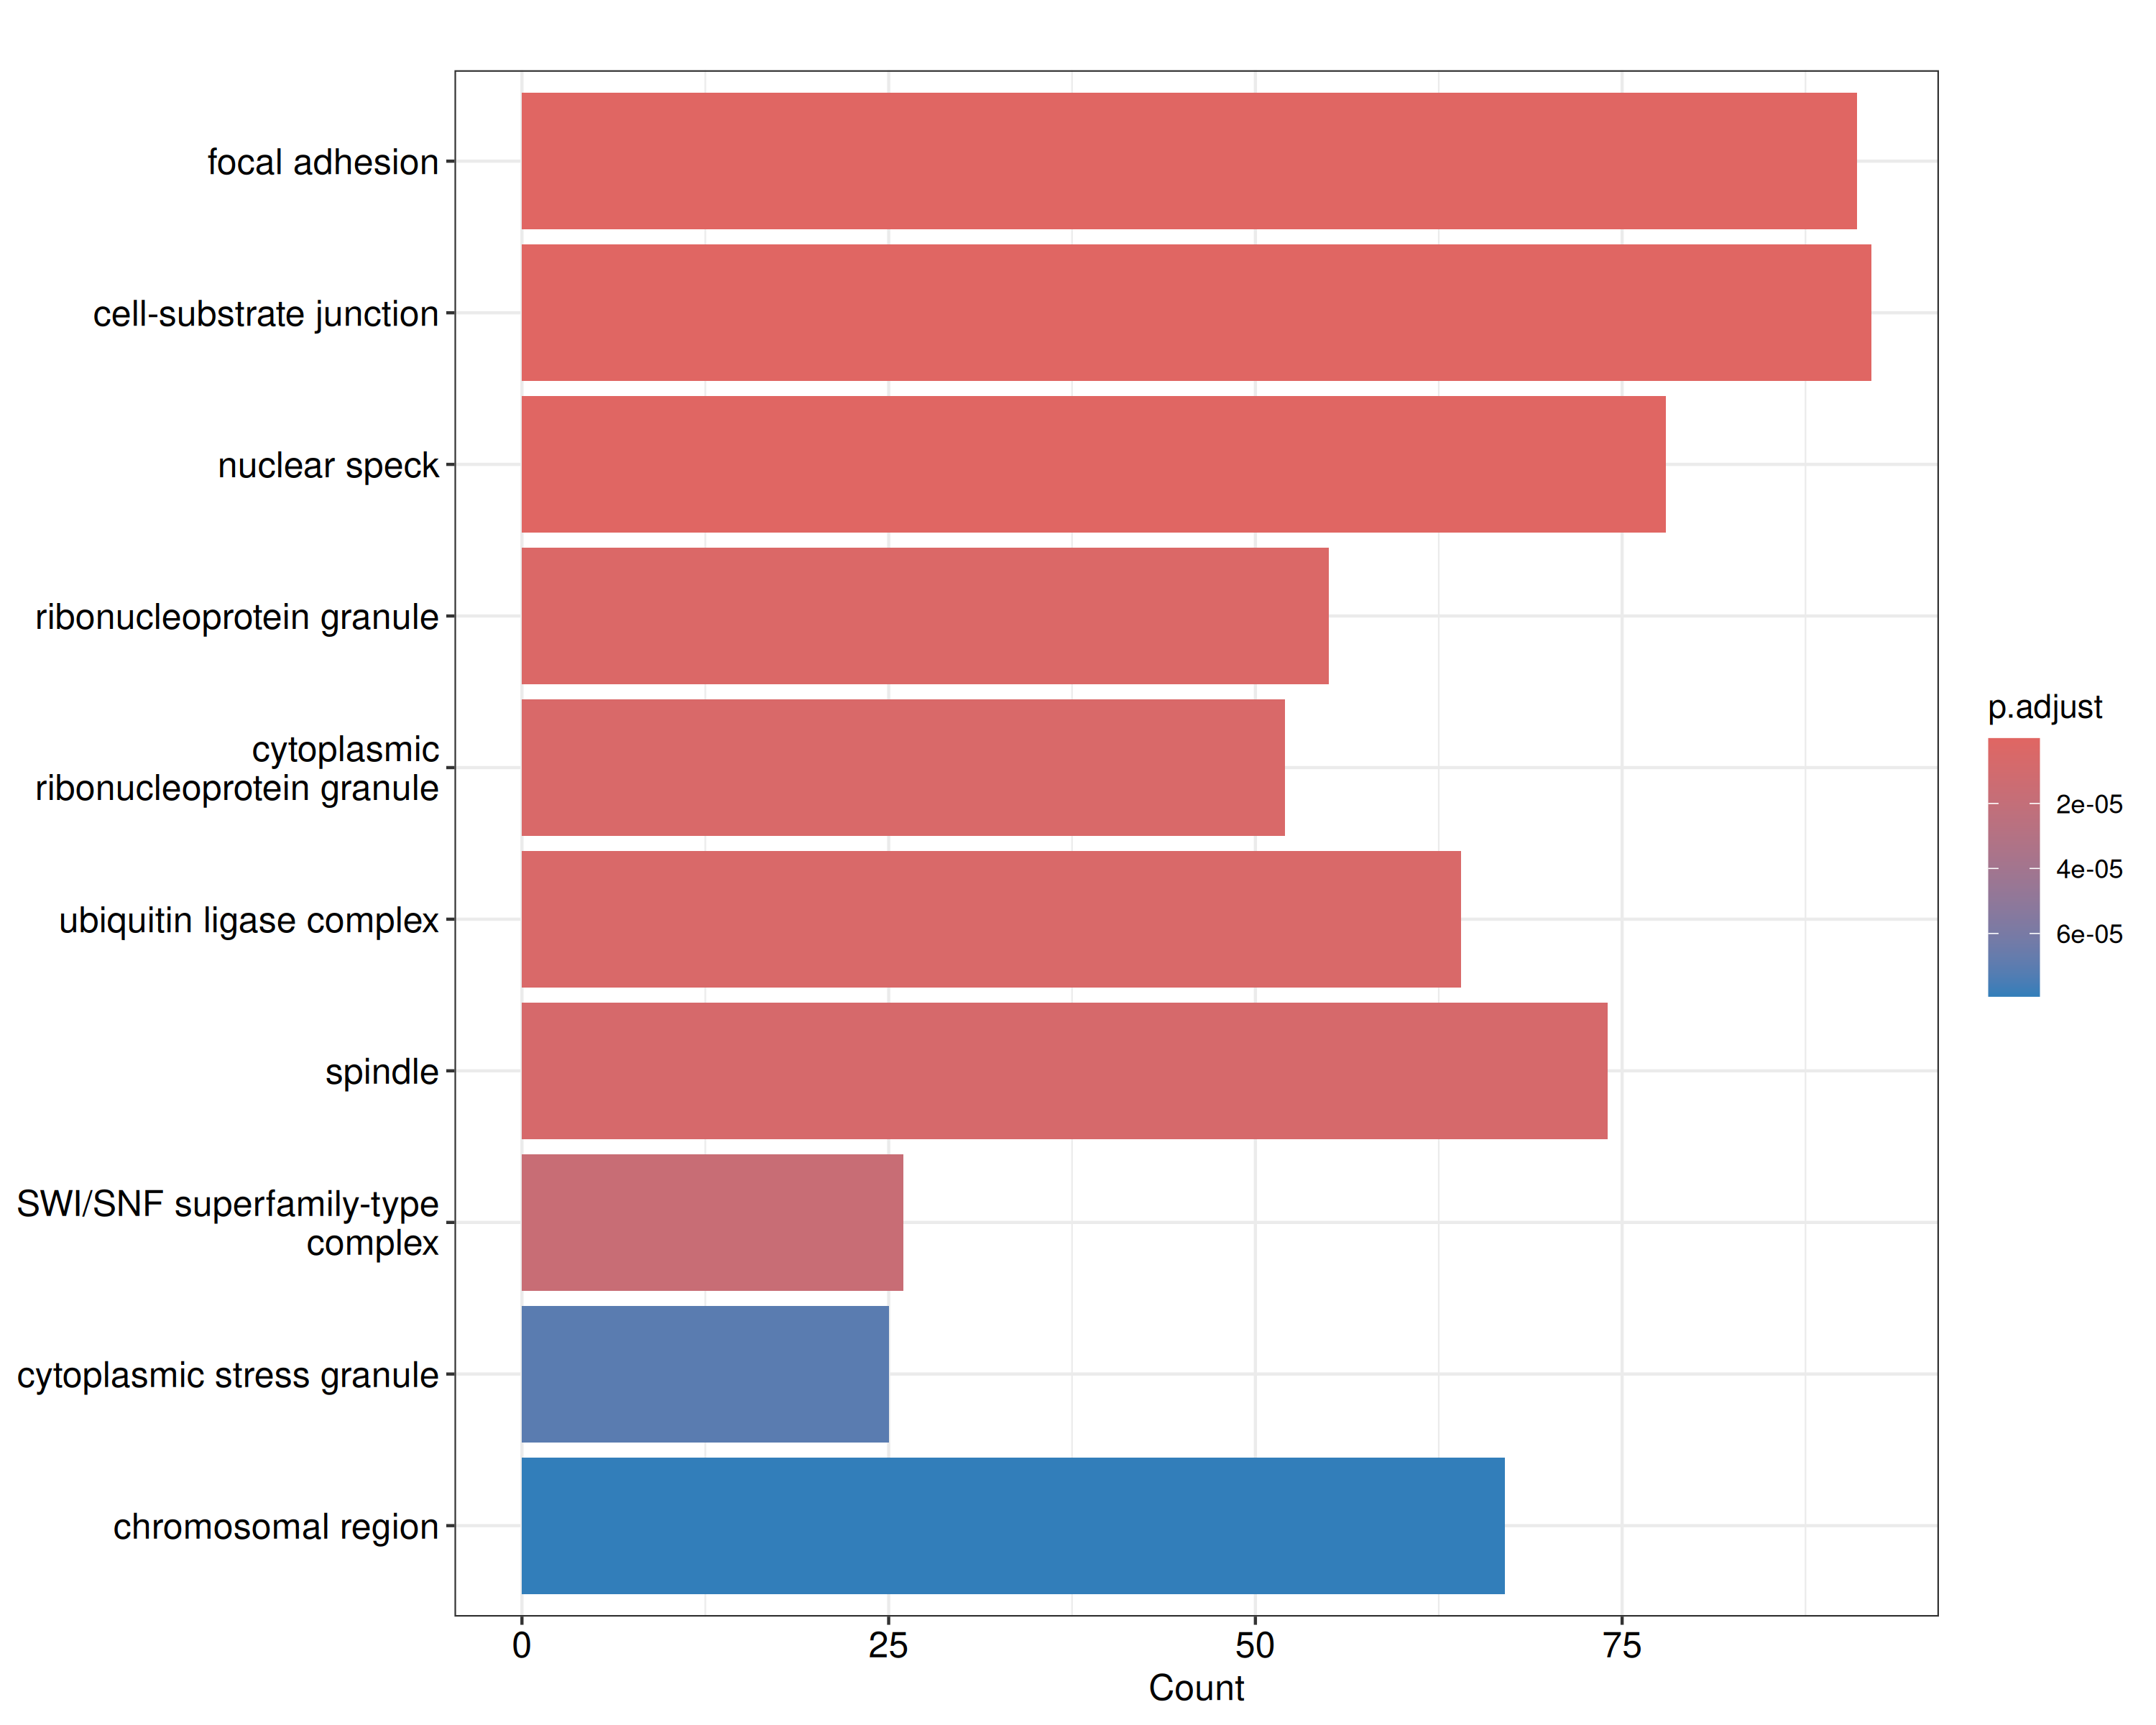 focal adhesion
cell-substrate junction
nuclear speck
ribonucleoprotein granule
cytoplasmic
ribonucleoprotein granule
ubiquitin ligase complex
spindle
SWI/SNF superfamily-type
complex
cytoplasmic stress granule
chromosomal region
0 25 50 75
Count
p.adjust
2e-05
4e-05
6e-05